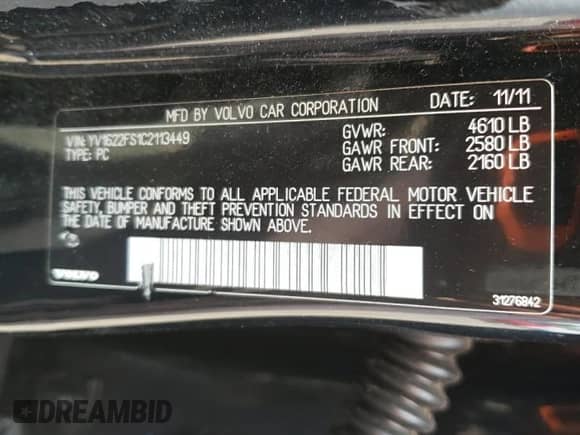 MFD BY VOLVO CAR CORPORATION DATE: 11/11
VIN: YV1622FS1C2113449 GVWR: 4610 LB
TYPE: PC GAWR FRONT: 2580 LB
GAWR REAR: 2160 LB
THIS VEHICLE CONFORMS TO ALL APPLICABLE FEDERAL MOTOR VEHICLE
SAFETY, BUMPER AND THEFT PREVENTION STANDARDS IN EFFECT ON
THE DATE OF MANUFACTURE SHOWN ABOVE.
VOLVO
31276842
DREAMBID